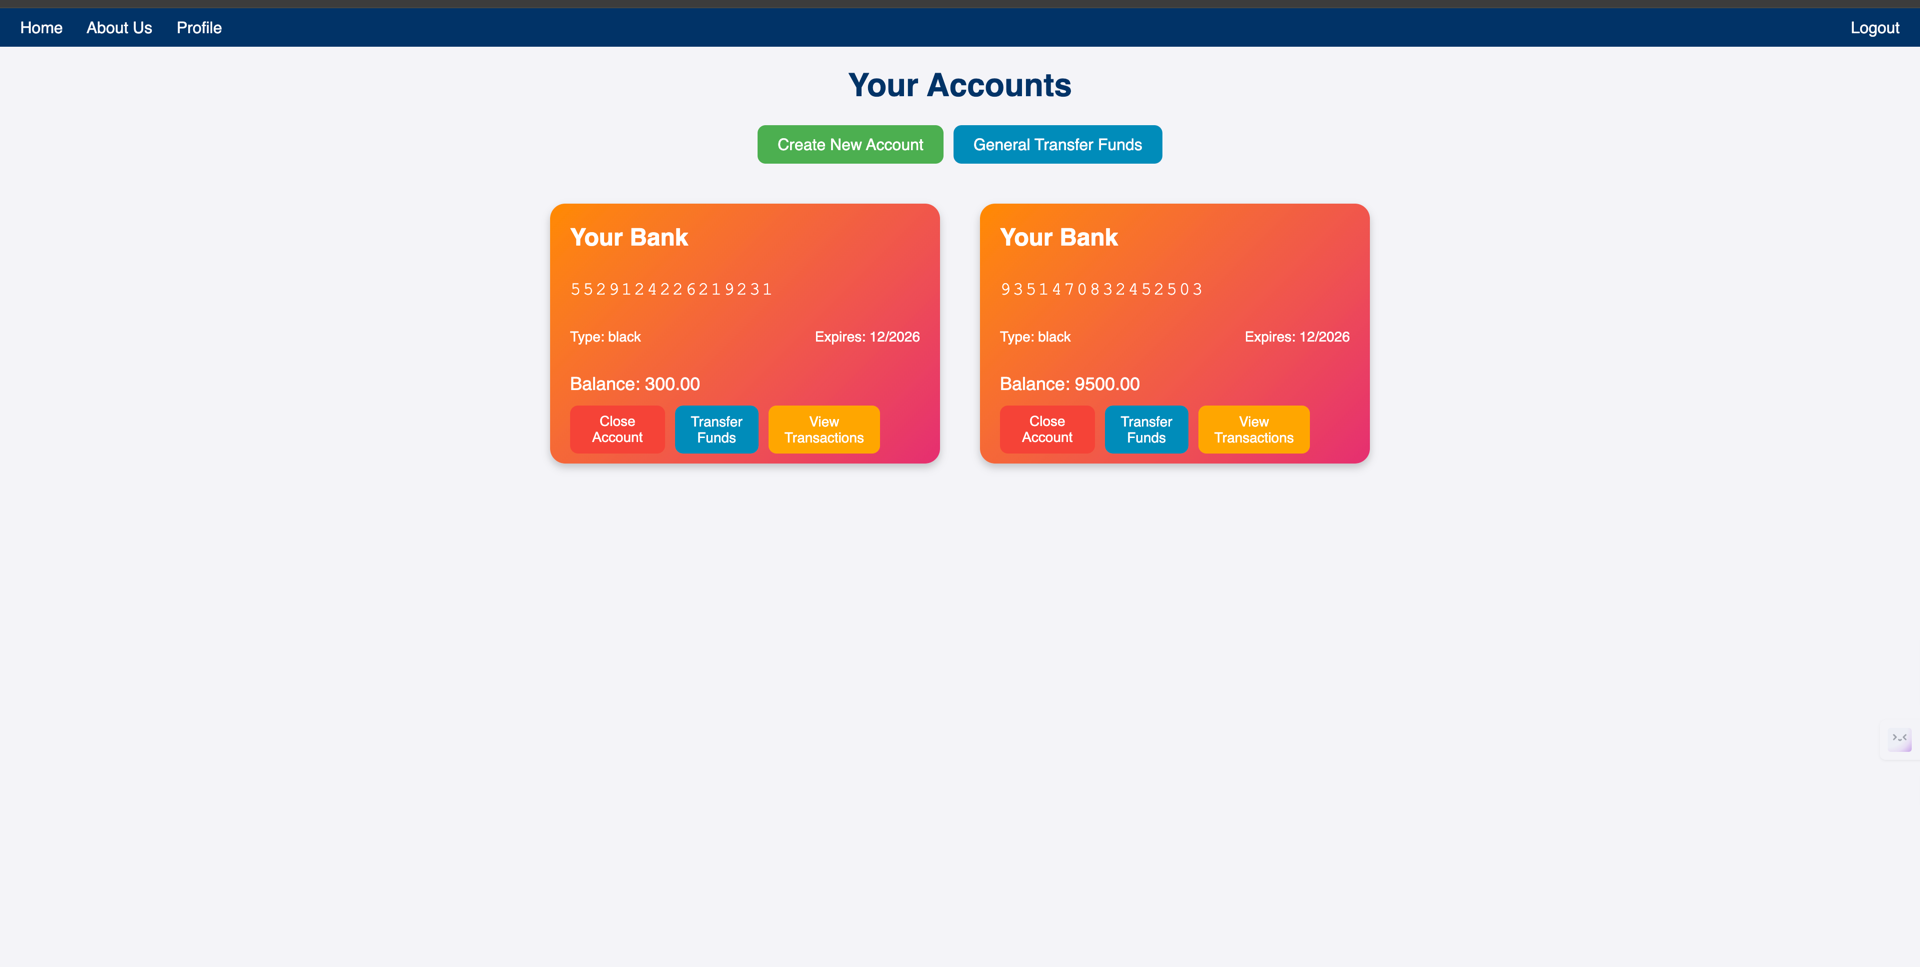 Home About Us Profile Logout
Your Accounts
Create New Account General Transfer Funds
Your Bank
5529124226219231
Type: black Expires: 12/2026
Balance: 300.00
Close Account Transfer Funds View Transactions
Your Bank
9351470832452503
Type: black Expires: 12/2026
Balance: 9500.00
Close Account Transfer Funds View Transactions